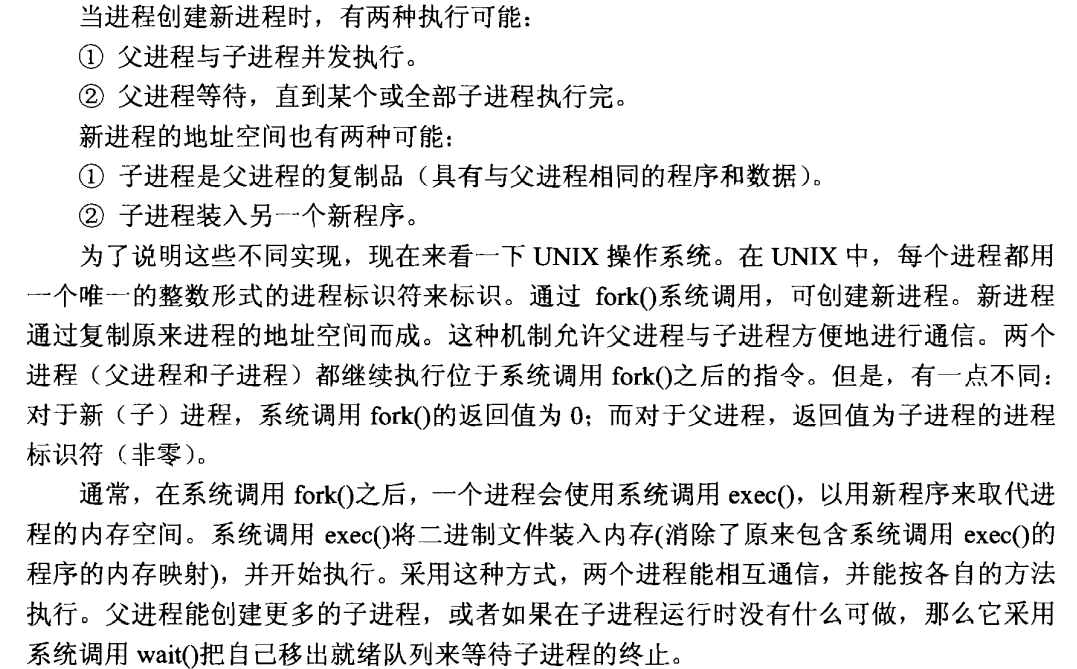 当进程创建新进程时，有两种执行可能：
① 父进程与子进程并发执行。
② 父进程等待，直到某个或全部子进程执行完。
新进程的地址空间也有两种可能：
① 子进程是父进程的复制品（具有与父进程相同的程序和数据）。
② 子进程装入另一个新程序。
为了说明这些不同实现，现在来看一下 UNIX 操作系统。在 UNIX 中，每个进程都用
一个唯一的整数形式的进程标识符来标识。通过 fork()系统调用，可创建新进程。新进程
通过复制原来进程的地址空间而成。这种机制允许父进程与子进程方便地进行通信。两个
进程（父进程和子进程）都继续执行位于系统调用 fork()之后的指令。但是，有一点不同：
对于新（子）进程，系统调用 fork()的返回值为 0；而对于父进程，返回值为子进程的进程
标识符（非零）。
通常，在系统调用 fork()之后，一个进程会使用系统调用 exec()，以用新程序来取代进
程的内存空间。系统调用 exec()将二进制文件装入内存(消除了原来包含系统调用 exec()的
程序的内存映射)，并开始执行。采用这种方式，两个进程能相互通信，并能按各自的方法
执行。父进程能创建更多的子进程，或者如果在子进程运行时没有什么可做，那么它采用
系统调用 wait()把自己移出就绪队列来等待子进程的终止。